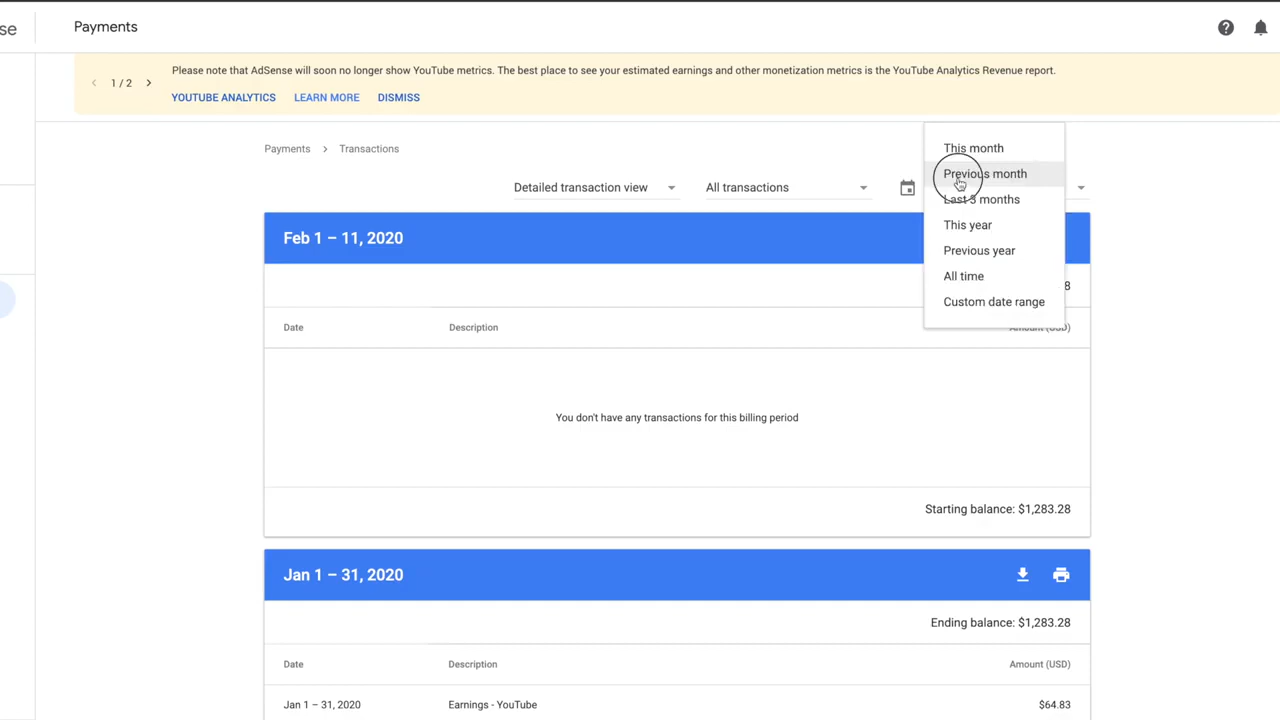 se
Payments
1 / 2
Please note that AdSense will soon no longer show YouTube metrics. The best place to see your estimated earnings and other monetization metrics is the YouTube Analytics Revenue report.
YOUTUBE ANALYTICS LEARN MORE DISMISS
Payments > Transactions
Detailed transaction view
All transactions
This month
Previous month
Last 3 months
This year
Previous year
All time
Custom date range
Feb 1 – 11, 2020
8
Date Description Amount (USD)
You don't have any transactions for this billing period
Starting balance: $1,283.28
Jan 1 – 31, 2020
Ending balance: $1,283.28
Date Description Amount (USD)
Jan 1 – 31, 2020 Earnings - YouTube $64.83